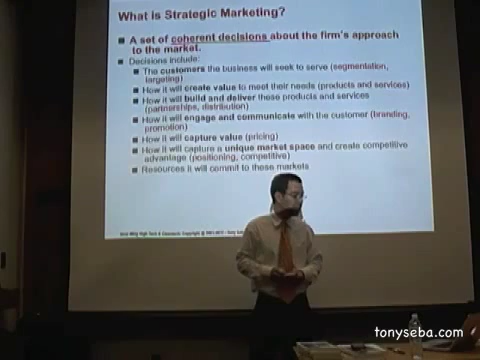 What is Strategic Marketing?
A set of coherent decisions about the firm's approach
to the market.
Decisions include:
The customers the business will seek to serve (segmentation,
targeting)
How it will create value to meet their needs (products and services)
How it will build and deliver these products and services
(partnerships, distribution)
How it will engage and communicate with the customer (branding,
promotion)
How it will capture value (pricing)
How it will capture a unique market space and create competitive
advantage (positioning, competitive)
Resources it will commit to these markets
tonyseba.com